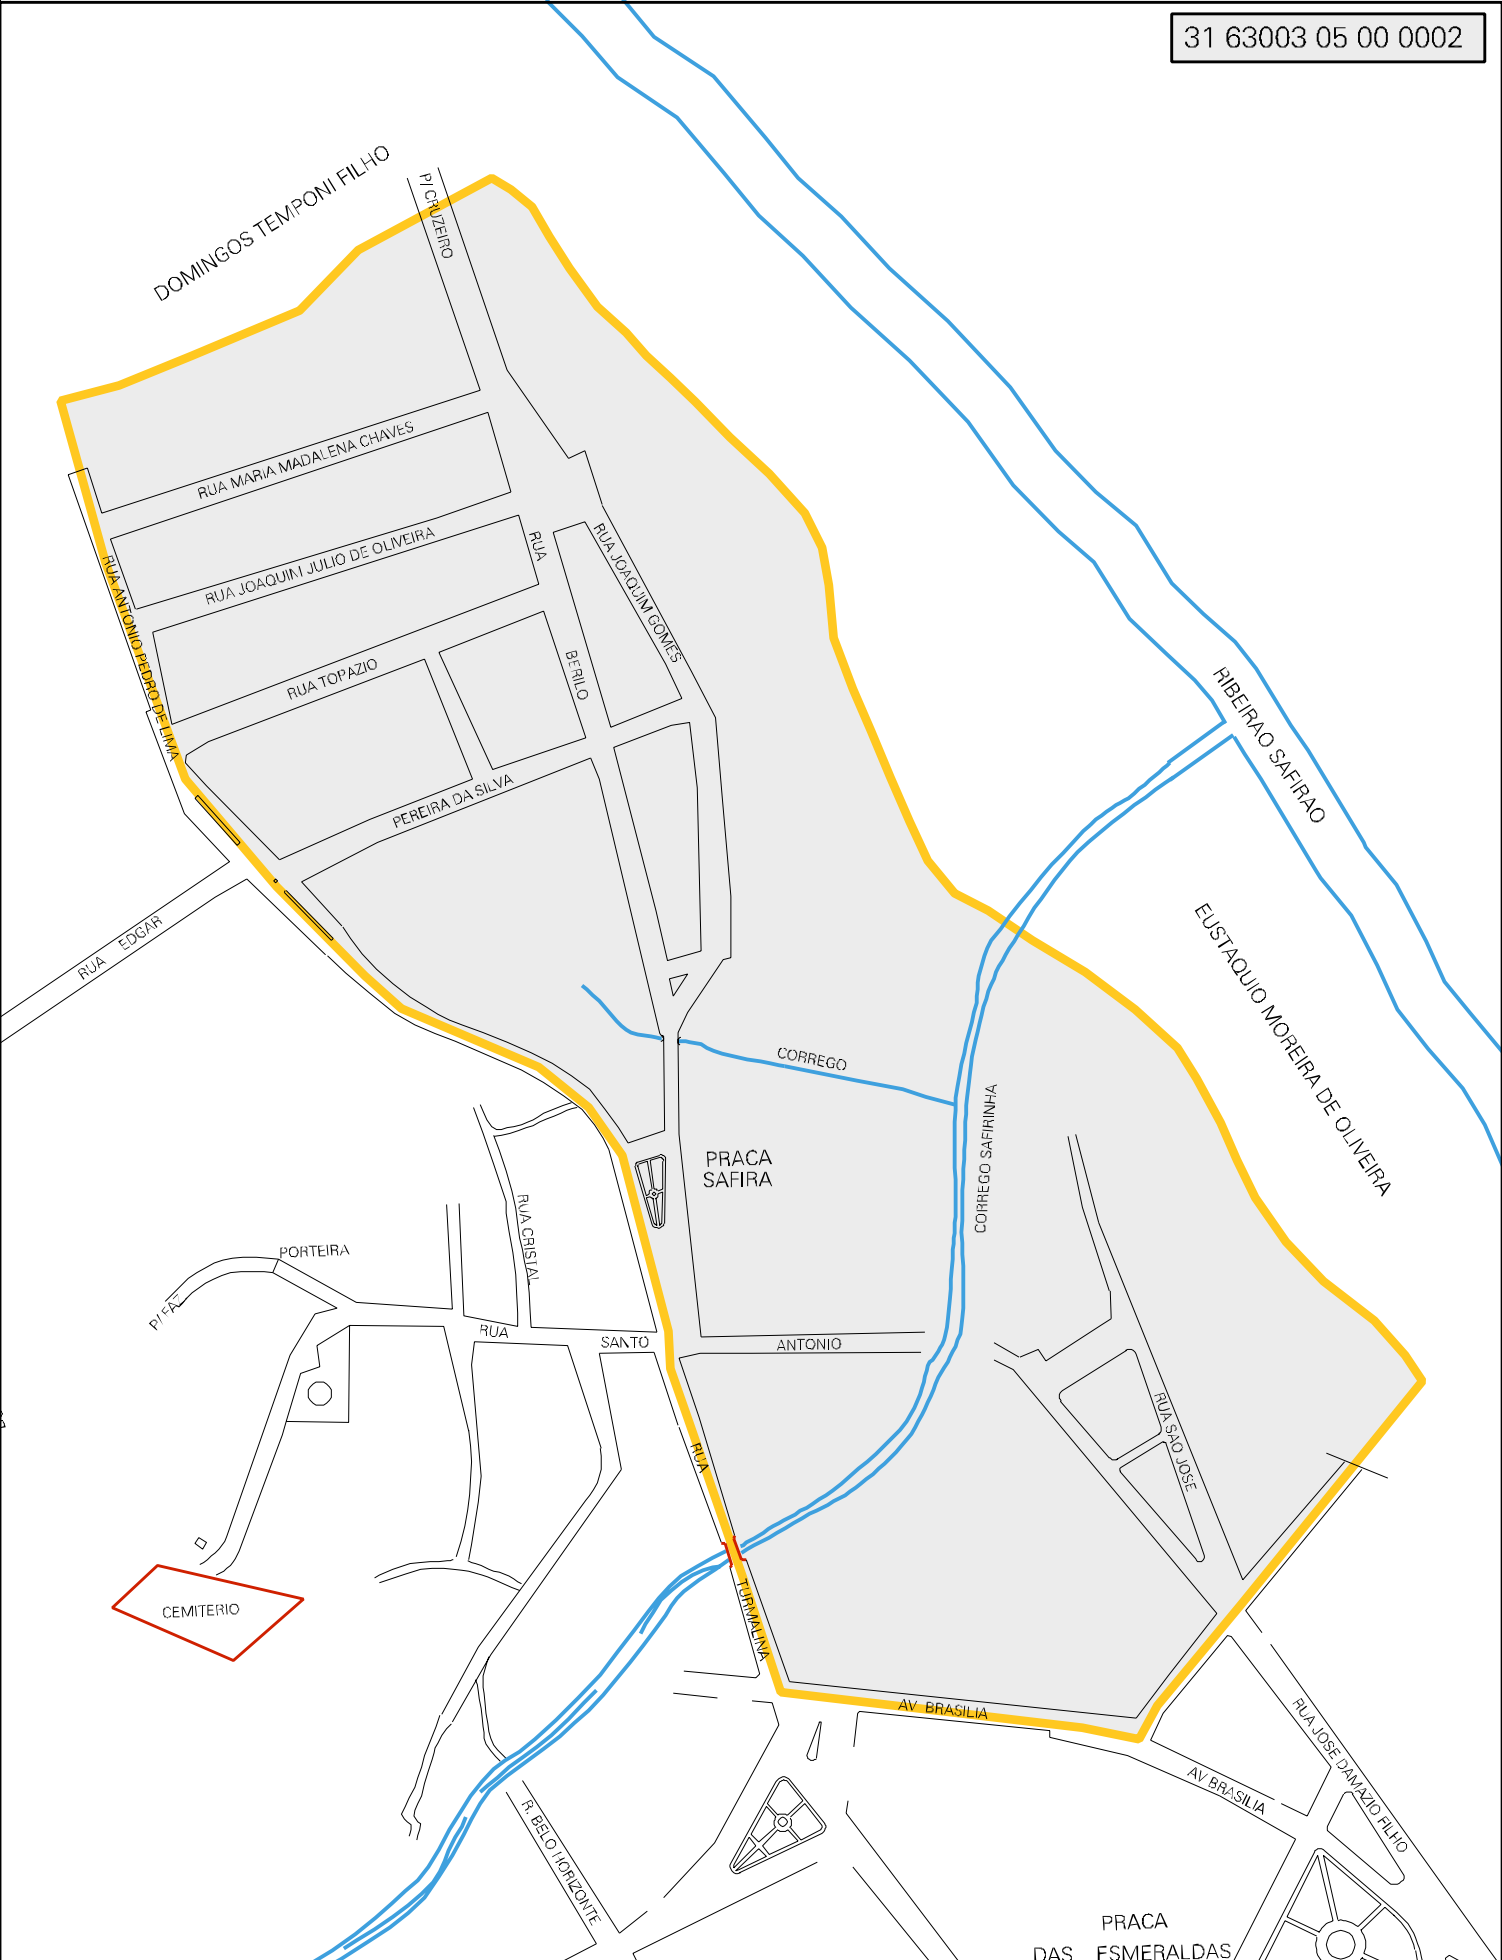 31 63003 05 00 0002
DOMINGOS TEMPONI FILHO
P/ CRUZEIRO
RUA MARIA MADALENA CHAVES
RUA JOAQUIM JULIO DE OLIVEIRA
RUA
RUA JOAQUIM GOMES
RUA ANTONIO PEDRO DE LIMA
RUA TOPAZIO
BERILO
PEREIRA DA SILVA
RIBEIRAO SAFIRAO
RUA EDGAR
EUSTAQUIO MOREIRA DE OLIVEIRA
CORREGO
CORREGO SAFIRINHA
PRACA
SAFIRA
RUA CRISTAL
PORTEIRA
P/ FAZ
RUA
SANTO
ANTONIO
RUA SAO JOSE
RUA
TURMALINA
CEMITERIO
AV BRASILIA
RUA JOSE DAMAZIO FILHO
AV BRASILIA
R. BELO HORIZONTE
PRACA
DAS ESMERALDAS